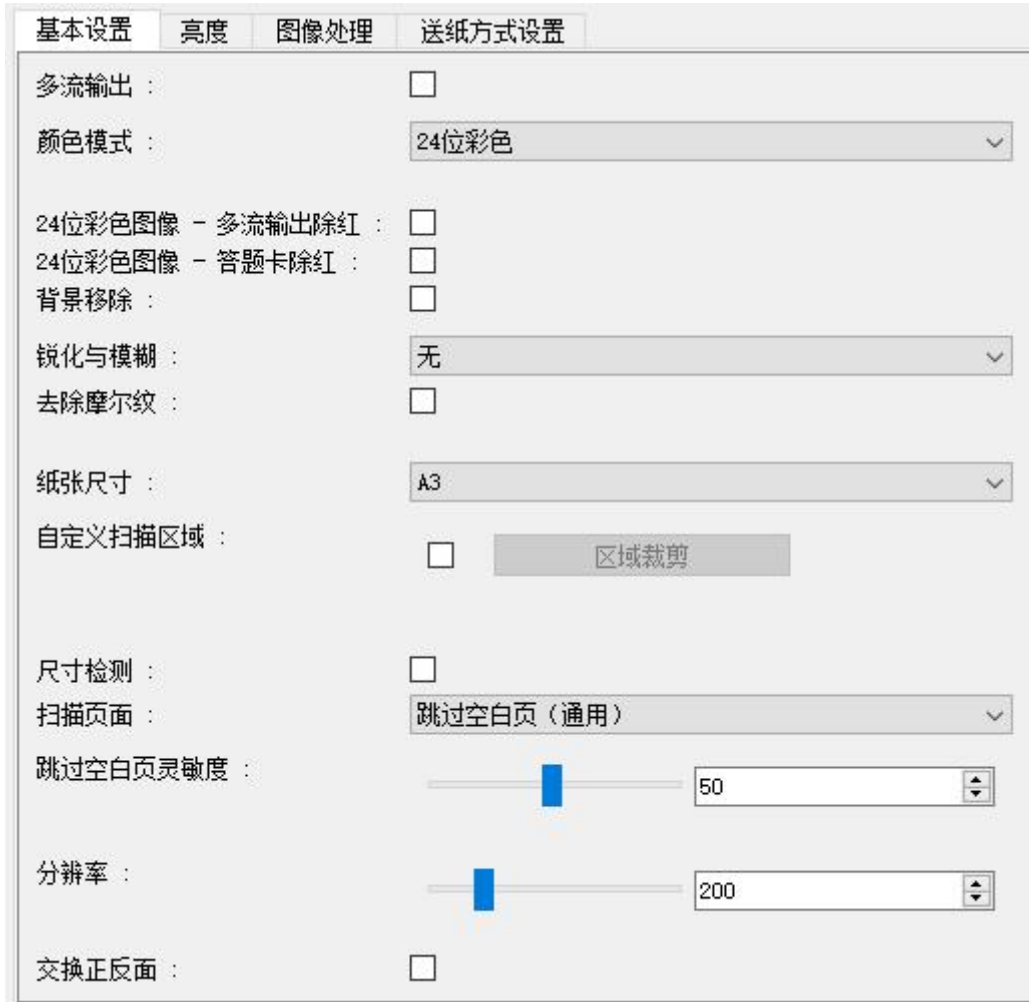 基本设置 亮度 图像处理 送纸方式设置
多流输出 :
颜色模式 : 24位彩色
24位彩色图像 - 多流输出除红 :
24位彩色图像 - 答题卡除红 :
背景移除 :
锐化与模糊 : 无
去除摩尔纹 :
纸张尺寸 : A3
自定义扫描区域 : 区域裁剪
尺寸检测 :
扫描页面 : 跳过空白页（通用）
跳过空白页灵敏度 : 50
分辨率 : 200
交换正反面 :